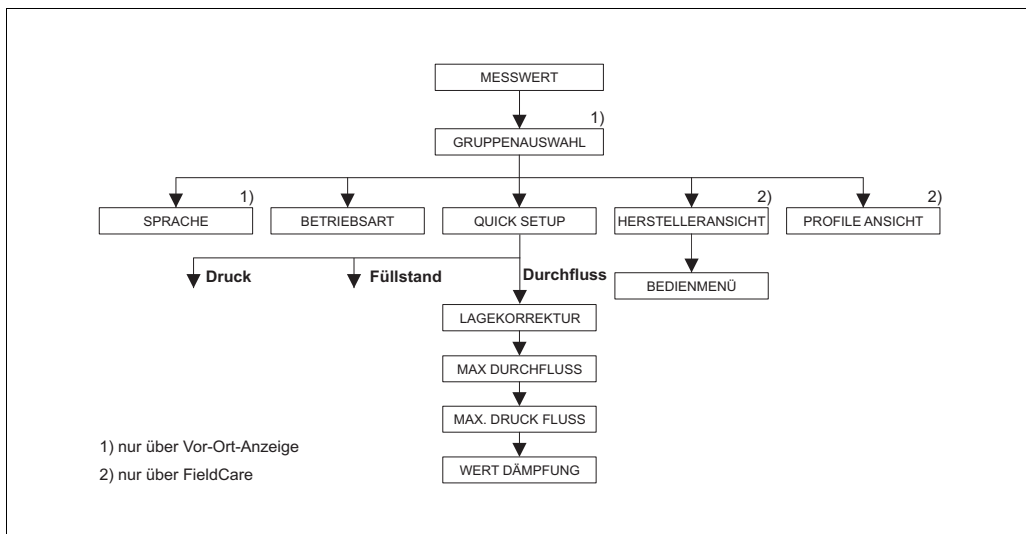 MESSWERT
1)
GRUPPENAUSWAHL
1)
2)
2)
SPRACHE
BETRIEBSART
QUICK SETUP
HERSTELLERANSICHT
PROFILE ANSICHT
Druck
Füllstand
Durchfluss
BEDIENMENÜ
LAGEKORREKTUR
MAX DURCHFLUSS
MAX. DRUCK FLUSS
WERT DÄMPFUNG
1) nur über Vor-Ort-Anzeige
2) nur über FieldCare